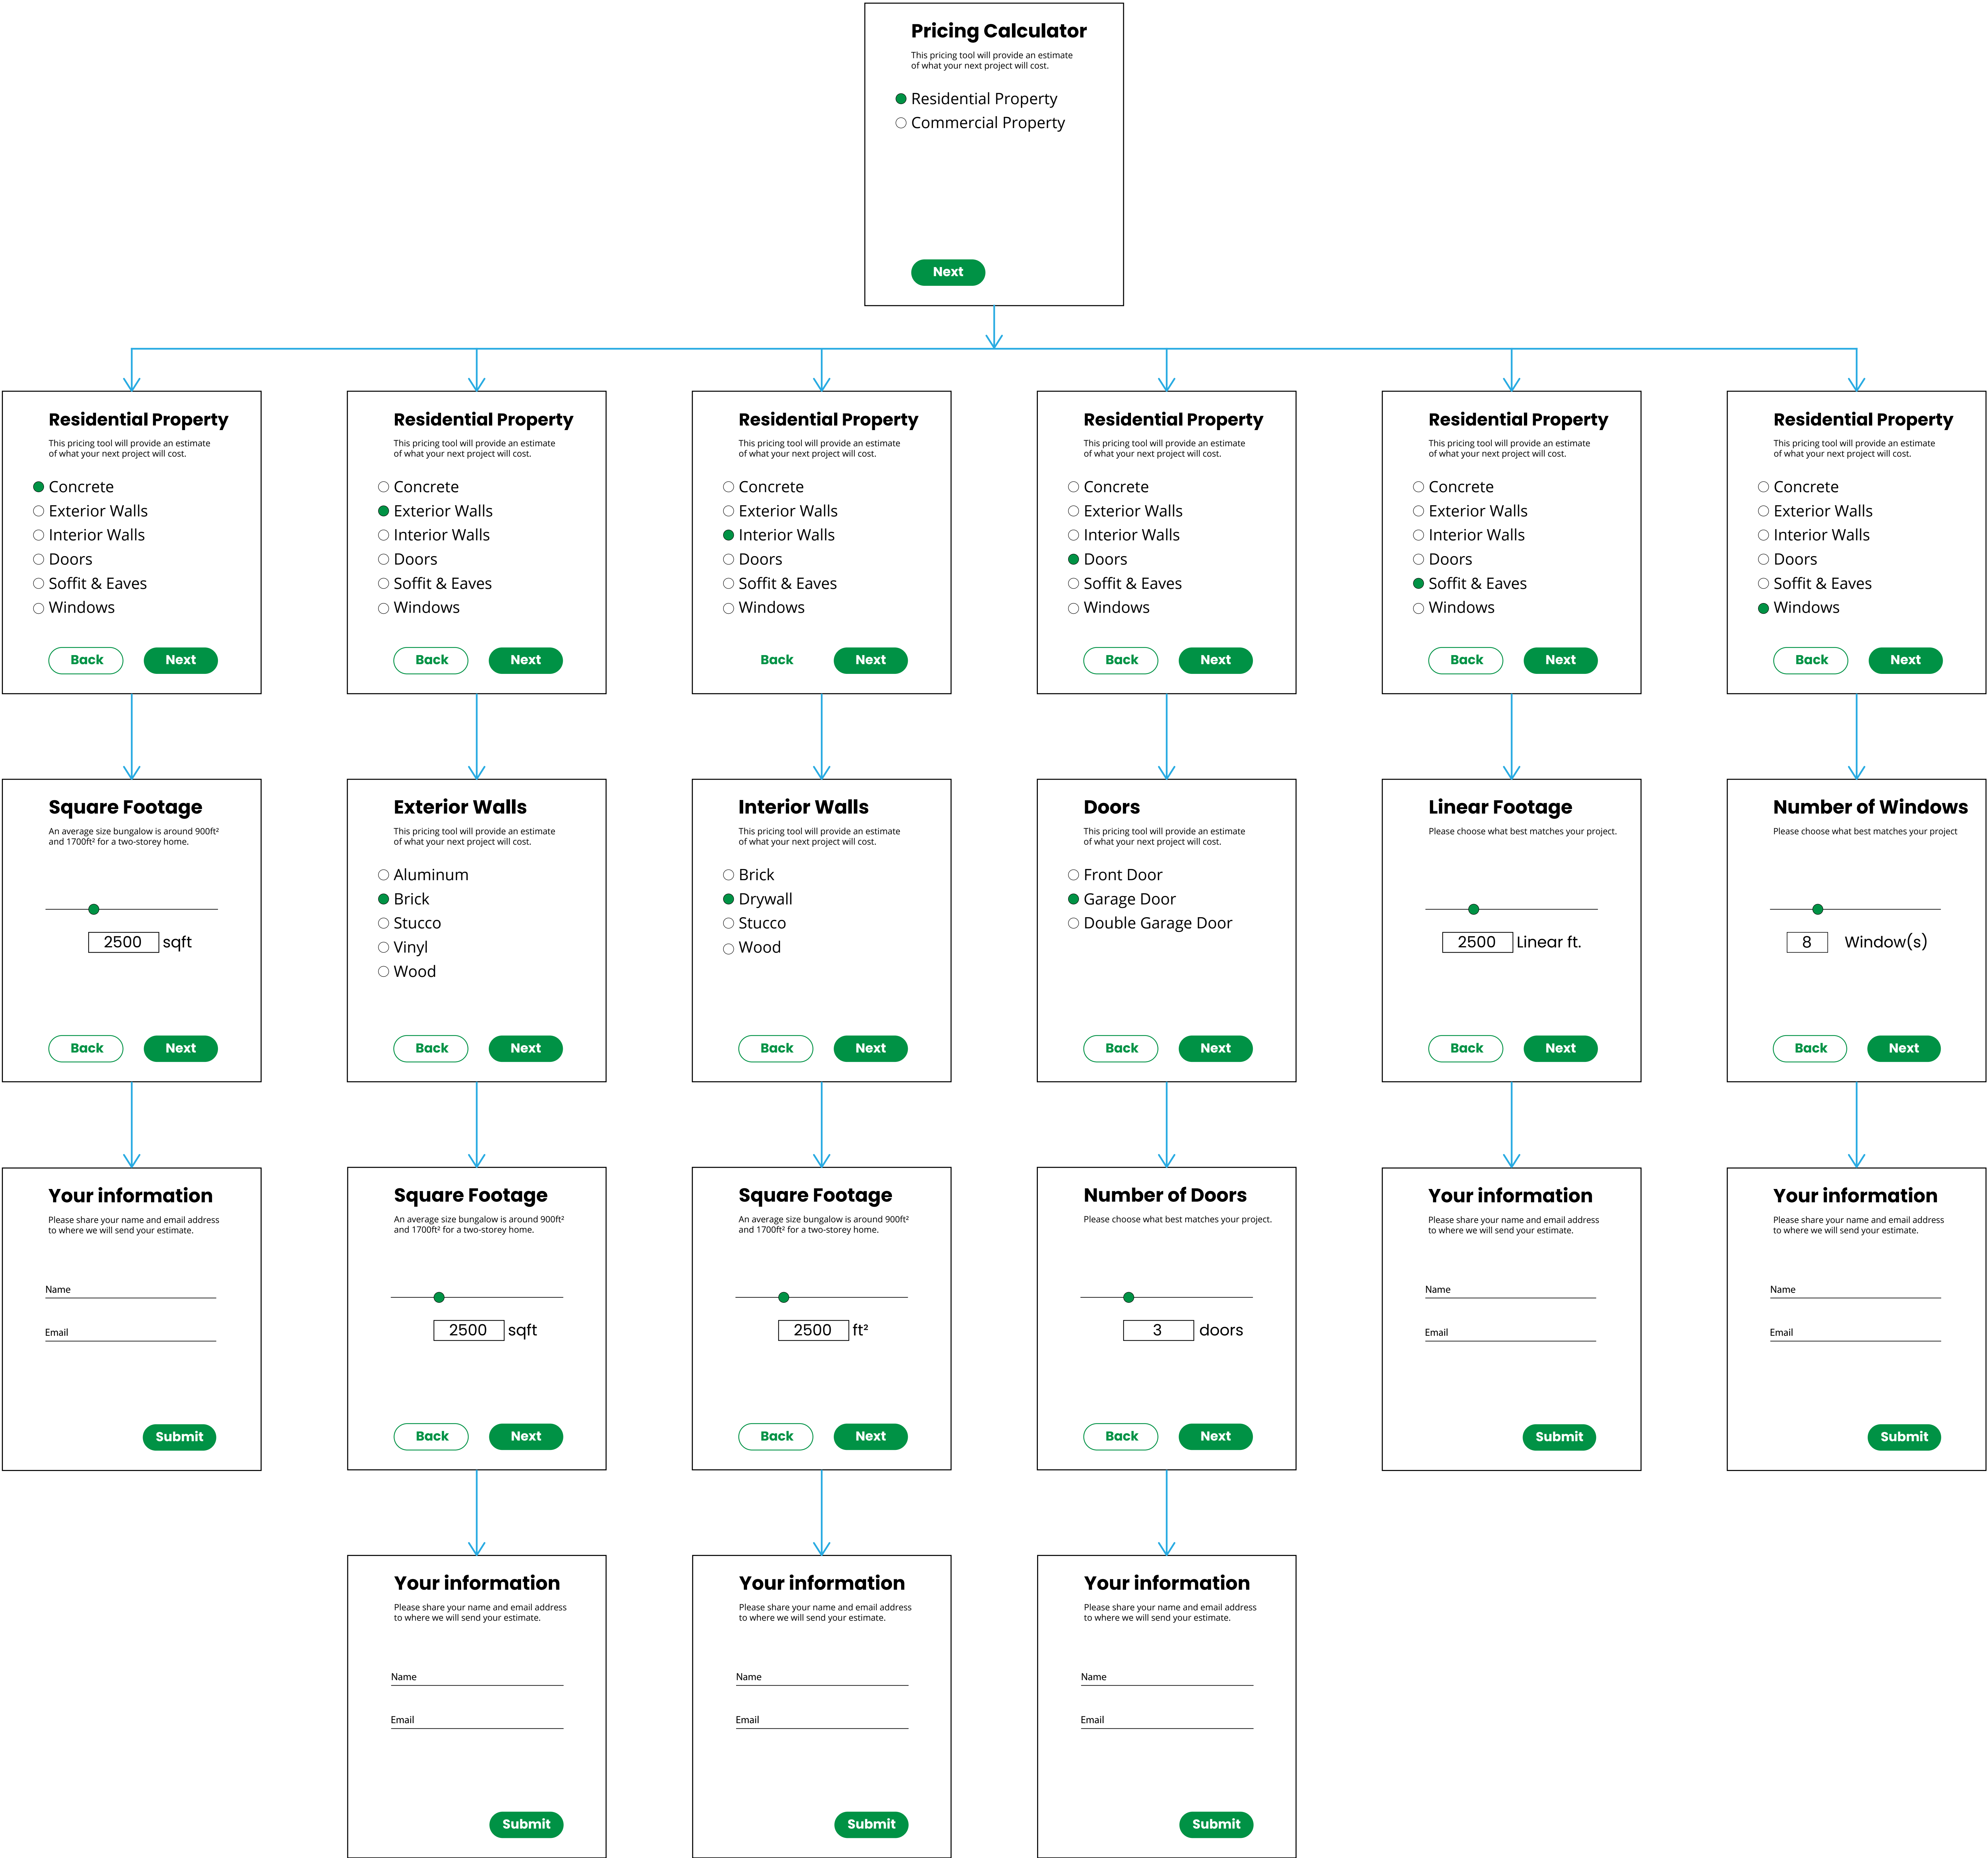 Pricing Calculator
This pricing tool will provide an estimate
of what your next project will cost.
Residential Property
Commercial Property
Next
Residential Property
This pricing tool will provide an estimate
of what your next project will cost.
Concrete
Exterior Walls
Interior Walls
Doors
Soffit & Eaves
Windows
Back
Next
Residential Property
This pricing tool will provide an estimate
of what your next project will cost.
Concrete
Exterior Walls
Interior Walls
Doors
Soffit & Eaves
Windows
Back
Next
Residential Property
This pricing tool will provide an estimate
of what your next project will cost.
Concrete
Exterior Walls
Interior Walls
Doors
Soffit & Eaves
Windows
Back
Next
Residential Property
This pricing tool will provide an estimate
of what your next project will cost.
Concrete
Exterior Walls
Interior Walls
Doors
Soffit & Eaves
Windows
Back
Next
Residential Property
This pricing tool will provide an estimate
of what your next project will cost.
Concrete
Exterior Walls
Interior Walls
Doors
Soffit & Eaves
Windows
Back
Next
Residential Property
This pricing tool will provide an estimate
of what your next project will cost.
Concrete
Exterior Walls
Interior Walls
Doors
Soffit & Eaves
Windows
Back
Next
Square Footage
An average size bungalow is around 900ft²
and 1700ft² for a two-storey home.
2500 sqft
Back
Next
Exterior Walls
This pricing tool will provide an estimate
of what your next project will cost.
Aluminum
Brick
Stucco
Vinyl
Wood
Back
Next
Interior Walls
This pricing tool will provide an estimate
of what your next project will cost.
Brick
Drywall
Stucco
Wood
Back
Next
Doors
This pricing tool will provide an estimate
of what your next project will cost.
Front Door
Garage Door
Double Garage Door
Back
Next
Linear Footage
Please choose what best matches your project.
2500 Linear ft.
Back
Next
Number of Windows
Please choose what best matches your project
8 Window(s)
Back
Next
Your information
Please share your name and email address
to where we will send your estimate.
Name
Email
Submit
Square Footage
An average size bungalow is around 900ft²
and 1700ft² for a two-storey home.
2500 sqft
Back
Next
Square Footage
An average size bungalow is around 900ft²
and 1700ft² for a two-storey home.
2500 ft²
Back
Next
Number of Doors
Please choose what best matches your project.
3 doors
Back
Next
Your information
Please share your name and email address
to where we will send your estimate.
Name
Email
Submit
Your information
Please share your name and email address
to where we will send your estimate.
Name
Email
Submit
Your information
Please share your name and email address
to where we will send your estimate.
Name
Email
Submit
Your information
Please share your name and email address
to where we will send your estimate.
Name
Email
Submit
Your information
Please share your name and email address
to where we will send your estimate.
Name
Email
Submit